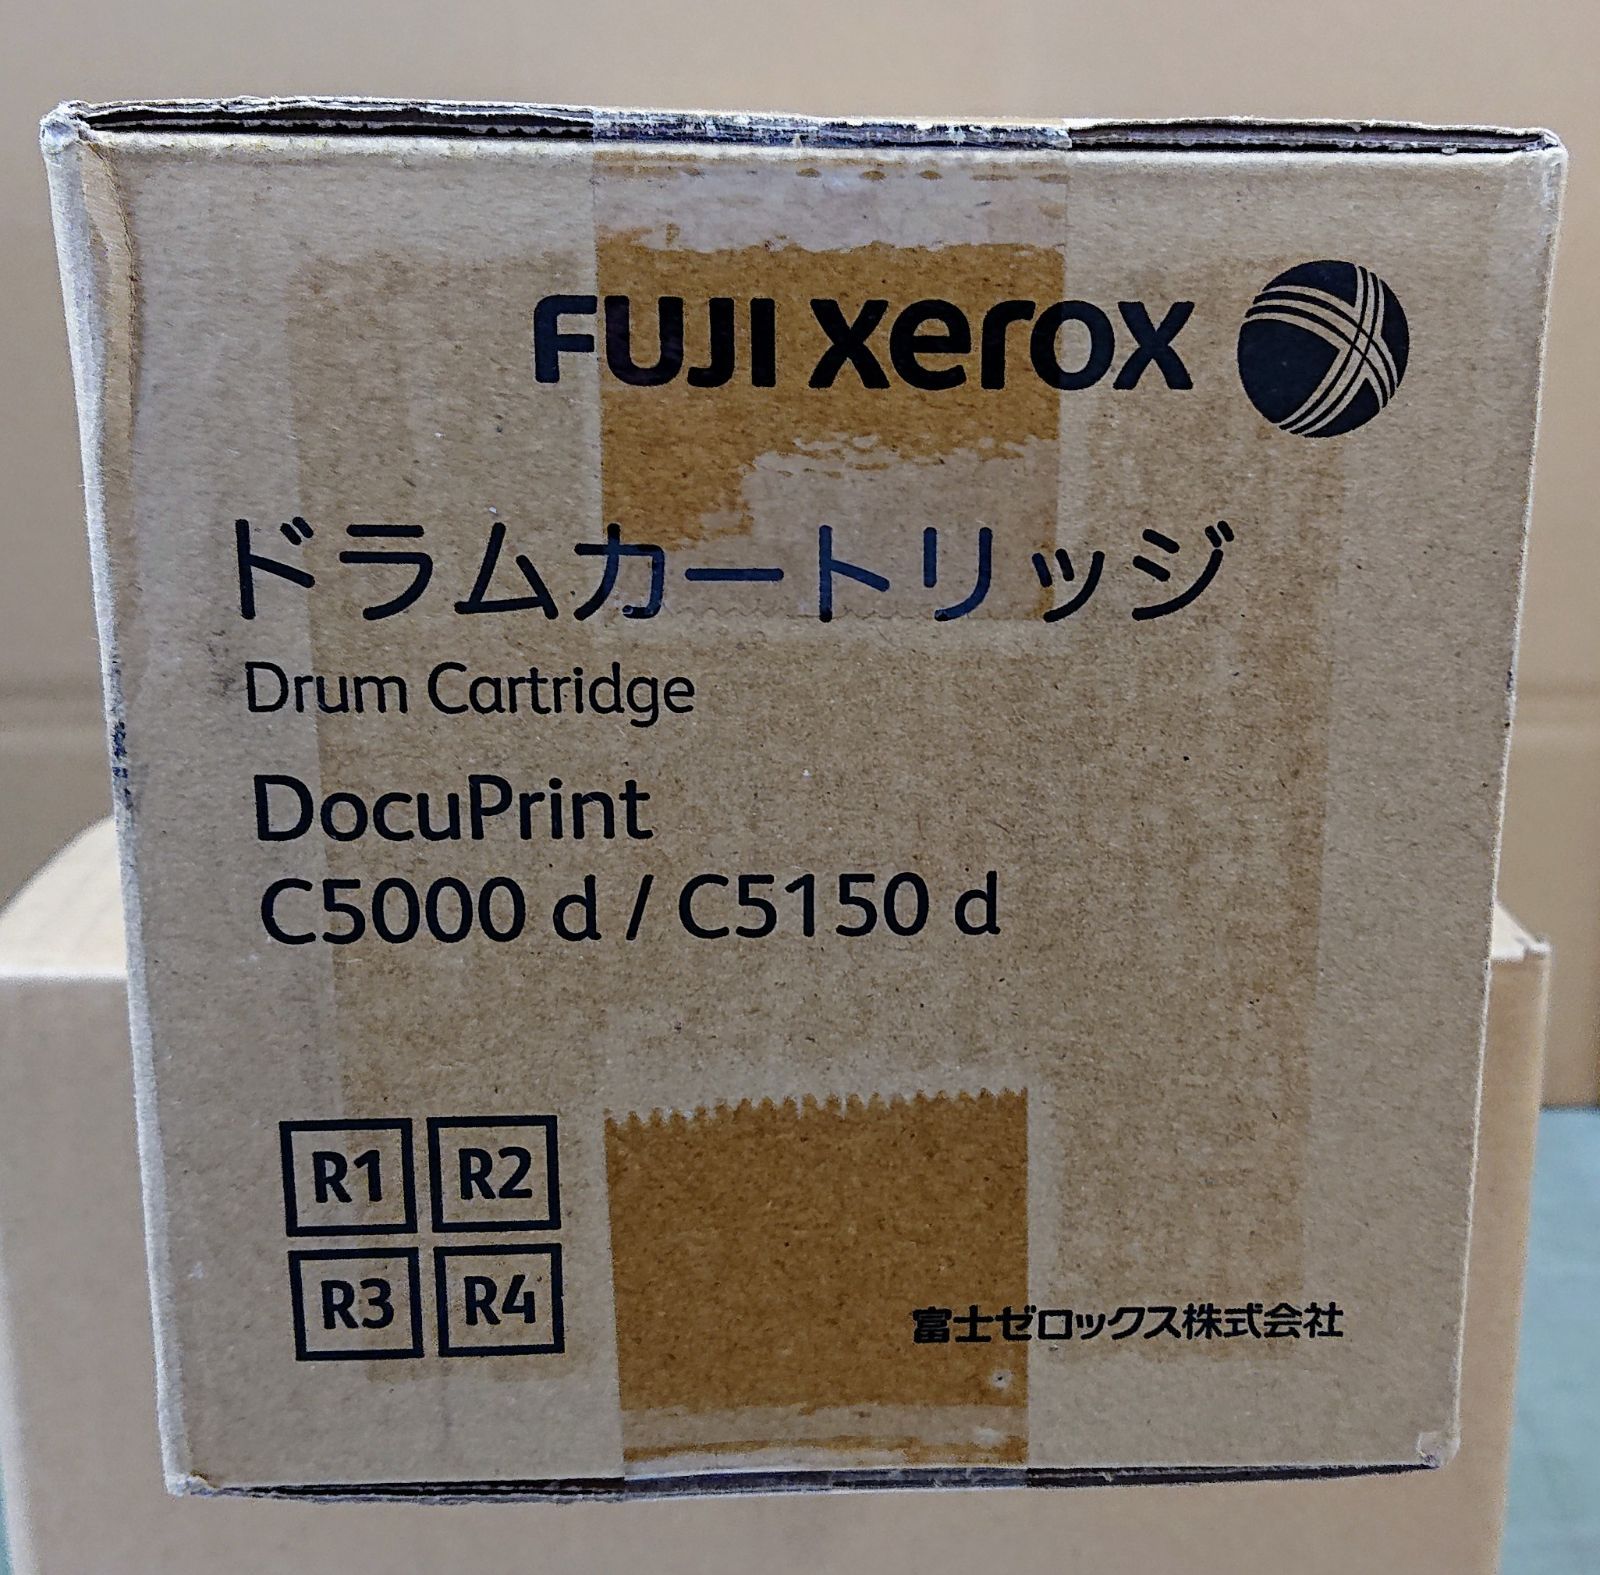 FUJI xerox
ドラムカートリッジ
Drum Cartridge
DocuPrint
C5000 d / C5150 d
R1 R2
R3 R4
富士ゼロックス株式会社